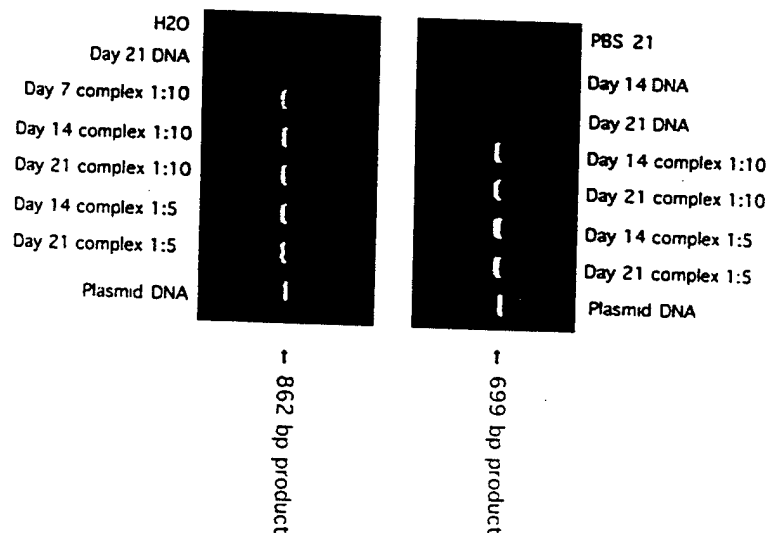 H2O
Day 21 DNA
Day 7 complex 1:10
Day 14 complex 1:10
Day 21 complex 1:10
Day 14 complex 1:5
Day 21 complex 1:5
Plasmid DNA
PBS 21
Day 14 DNA
Day 21 DNA
Day 14 complex 1:10
Day 21 complex 1:10
Day 14 complex 1:5
Day 21 complex 1:5
Plasmid DNA
← 862 bp product
← 699 bp product